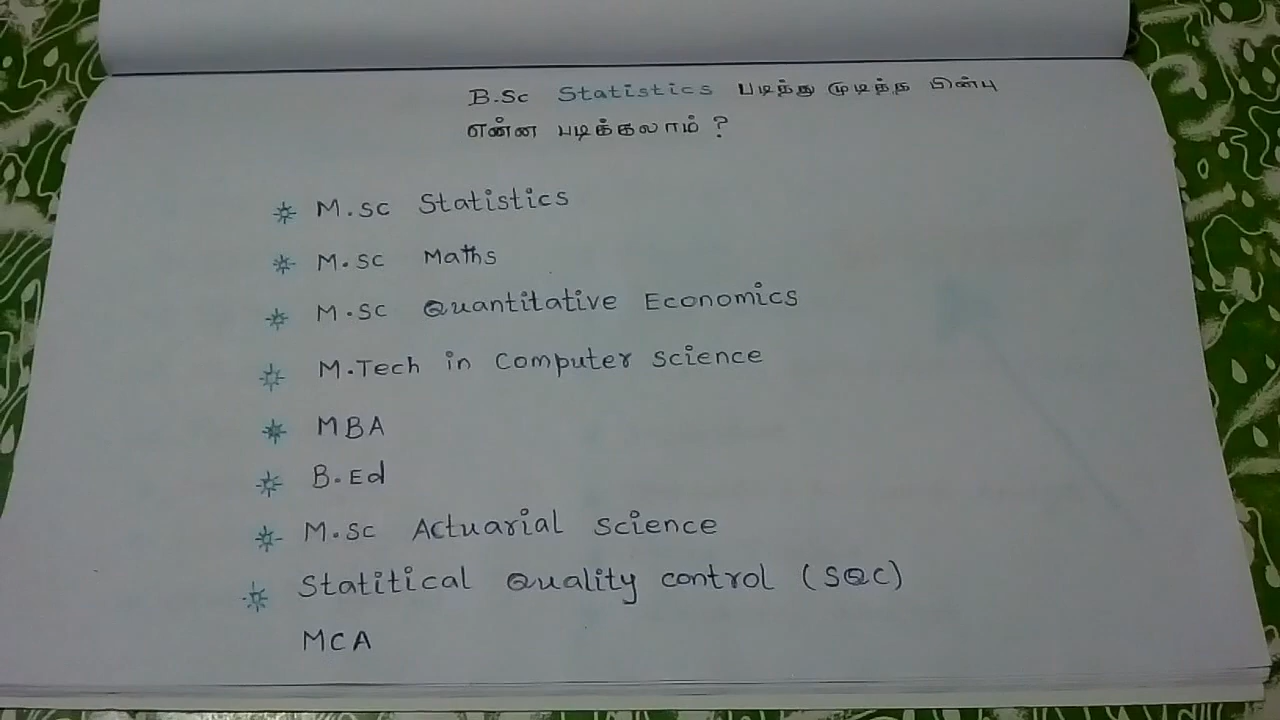 B.Sc Statistics படித்து முடித்த பின்பு
என்ன படிக்கலாம் ?
* M.Sc Statistics
* M.Sc Maths
* M.Sc Quantitative Economics
* M.Tech in Computer Science
* MBA
* B.Ed
* M.Sc Actuarial Science
* Statitical Quality control (SQC)
MCA